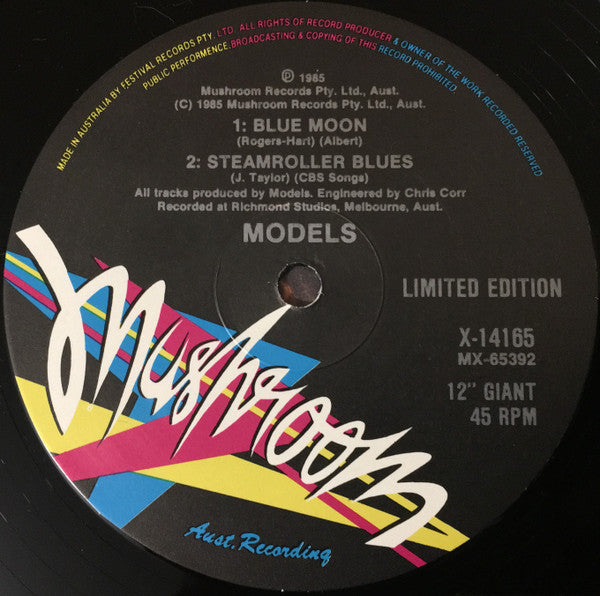 MADE IN AUSTRALIA BY FESTIVAL RECORDS PTY. LTD. ALL RIGHTS OF RECORD PRODUCER & OWNER OF THE WORK RECORDED RESERVED
PUBLIC PERFORMENCE. BROADCASTING & COPYING OF THIS RECORD PROHIBITED
℗ 1985
Mushroom Records Pty. Ltd., Aust.
(C) 1985 Mushroom Records Pty. Ltd., Aust.
1: BLUE MOON
(Rogers-Hart) (Albert)
2: STEAMROLLER BLUES
(J. Taylor) (CBS Songs)
All tracks produced by Models. Engineered by Chris Corr
Recorded at Richmond Studios, Melbourne, Aust.
MODELS
LIMITED EDITION
X-14165
MX-65392
12" GIANT
45 RPM
Mushroom
Aust. Recording